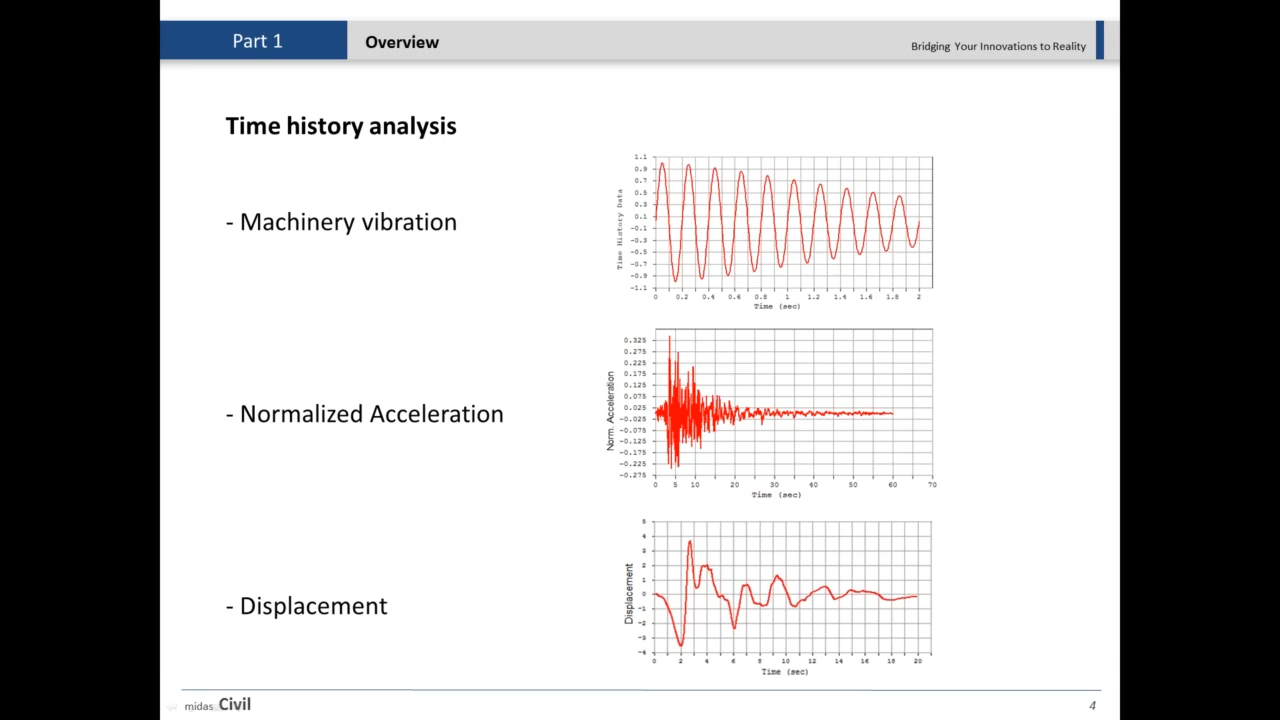 Part 1
Overview
Bridging Your Innovations to Reality
Time history analysis
- Machinery vibration
Time History Data
1.1
0.9
0.7
0.5
0.3
0.1
-0.1
-0.3
-0.5
-0.7
-0.9
-1.1
0 0.2 0.4 0.6 0.8 1 1.2 1.4 1.6 1.8 2
Time (sec)
- Normalized Acceleration
Norm. Acceleration
0.325
0.275
0.225
0.175
0.125
0.075
0.025
-0.025
-0.075
-0.125
-0.175
-0.225
-0.275
0 5 10 20 30 40 50 60 70
Time (sec)
- Displacement
Displacement
5
4
3
2
1
0
-1
-2
-3
-4
0 2 4 6 8 10 12 14 16 18 20
Time (sec)
midas Civil
4